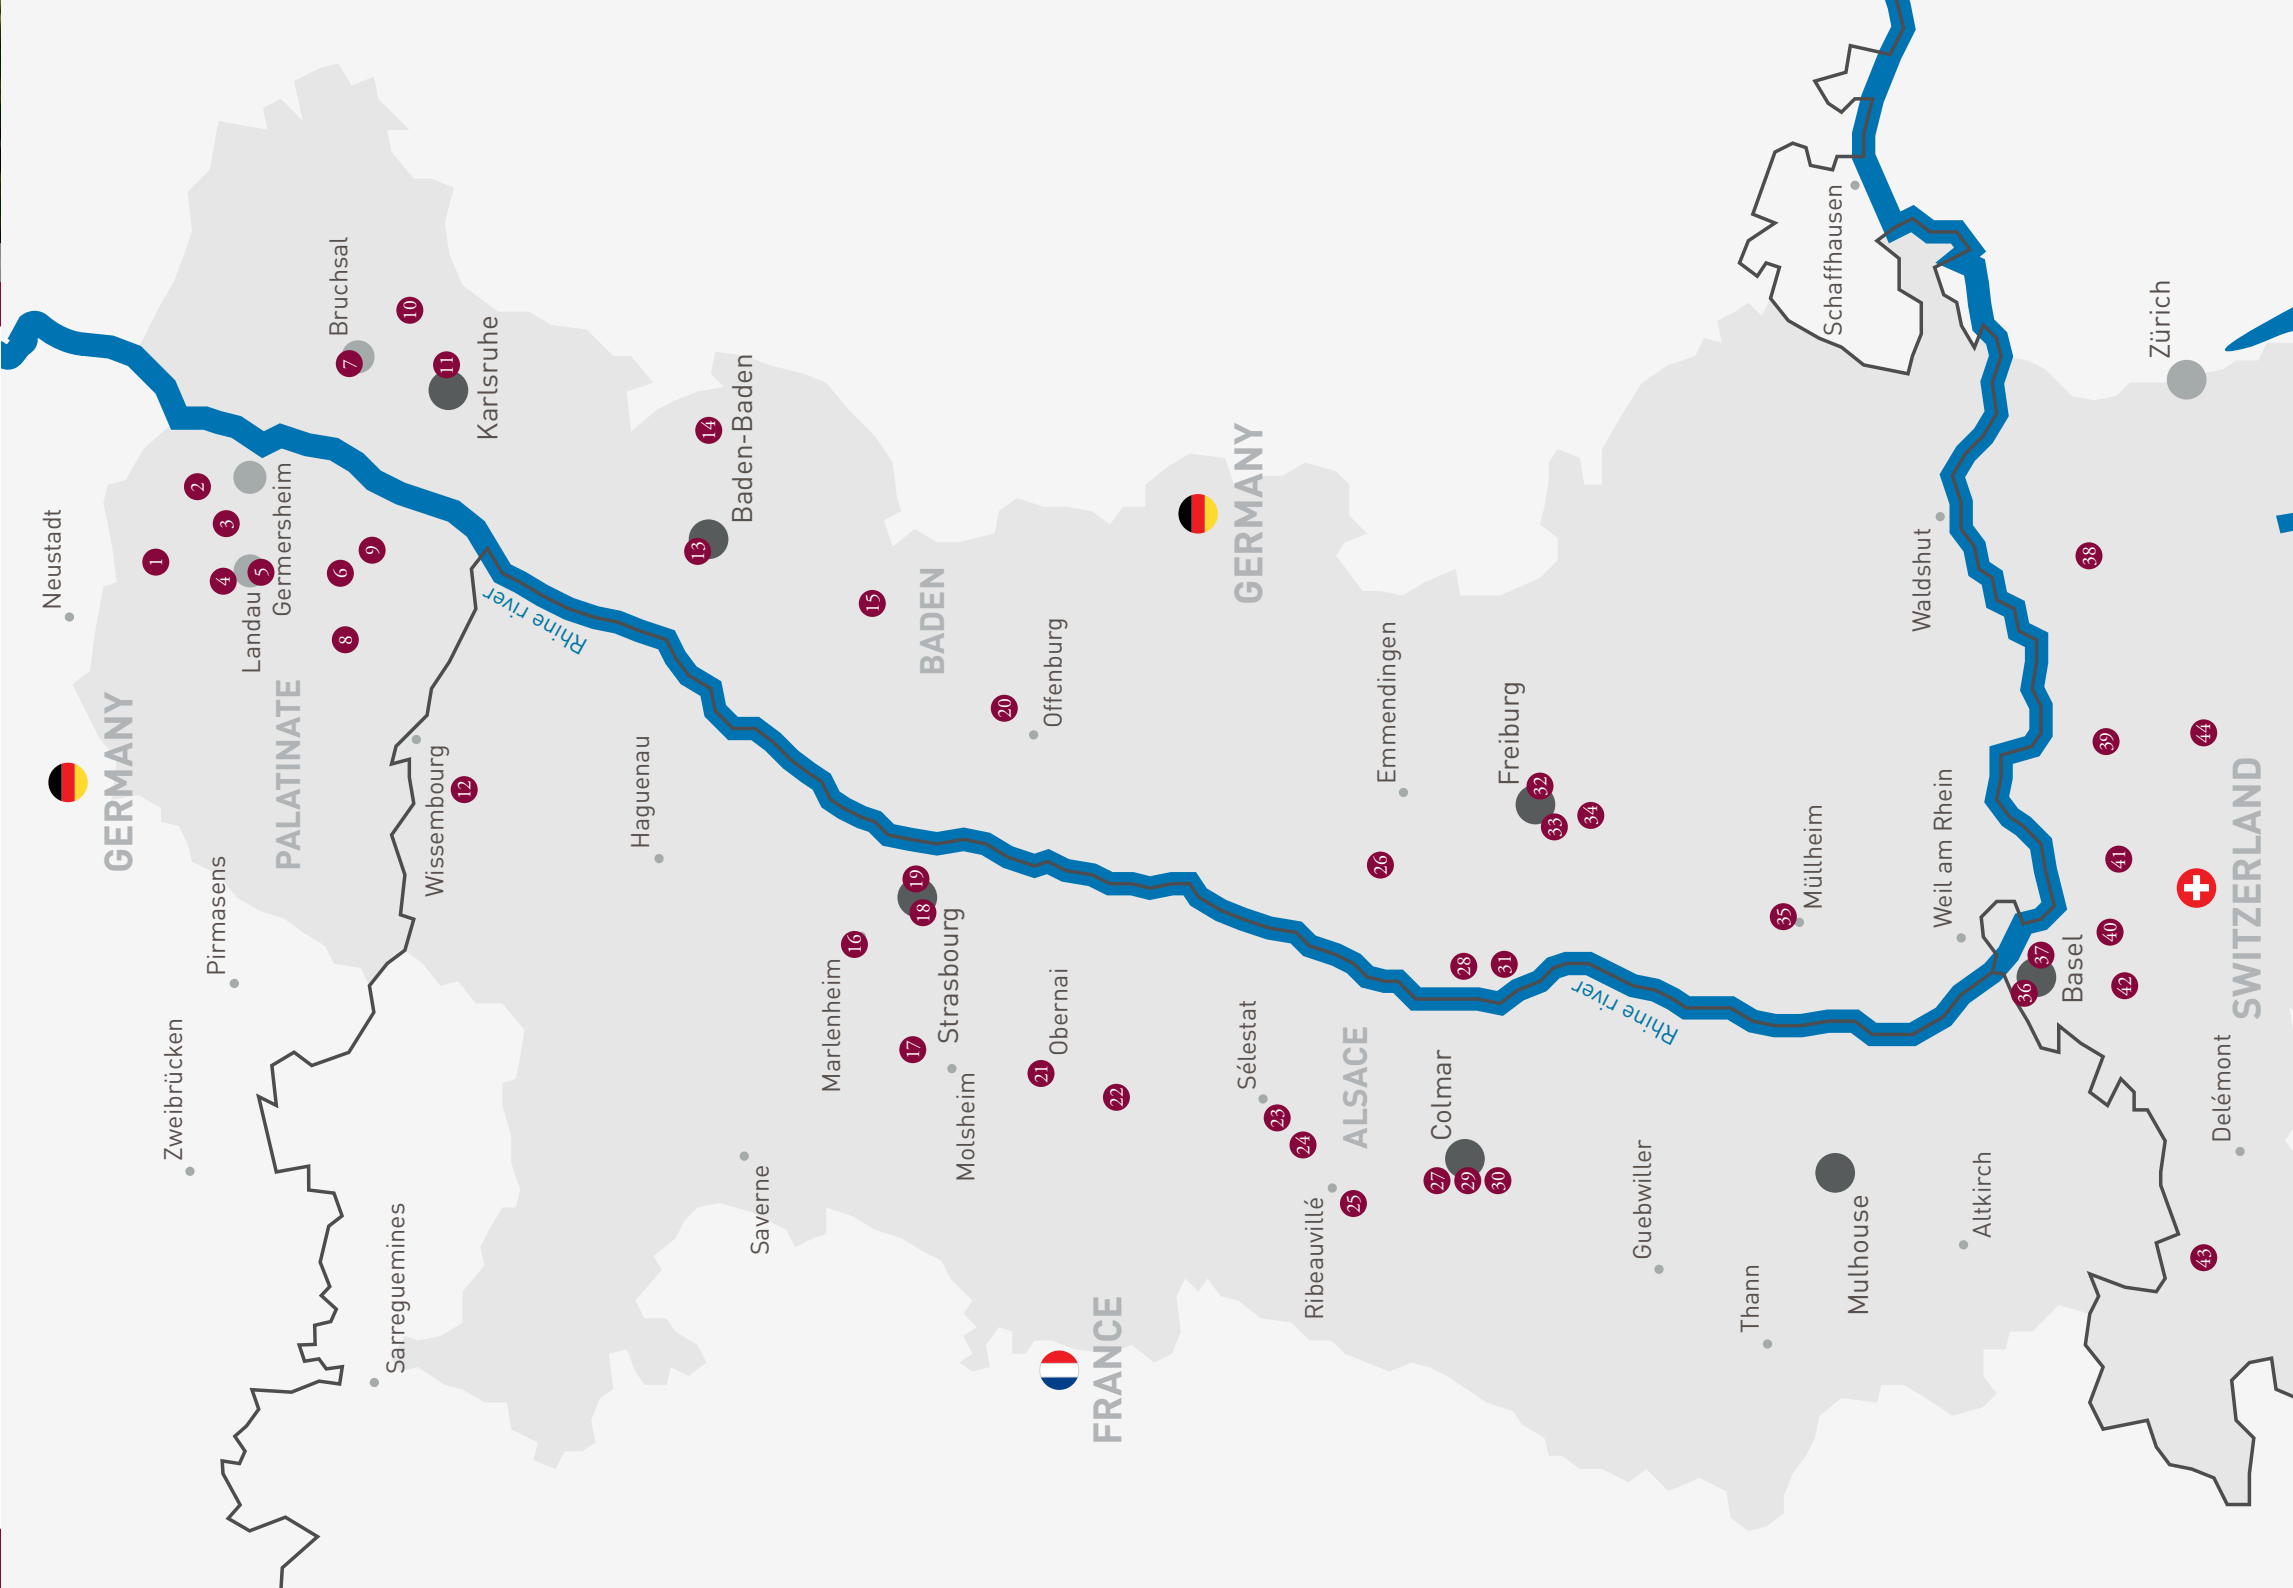 Neustadt
GERMANY
Pirmasens
Zweibrücken
PALATINATE
Landau
Germersheim
Bruchsal
Karlsruhe
Wissembourg
Sarreguemines
Rhine river
Haguenau
Baden-Baden
Saverne
Marlenheim
Strasbourg
Molsheim
BADEN
Offenburg
Obernai
FRANCE
GERMANY
Sélestat
Ribeauvillé
ALSACE
Emmendingen
Colmar
Freiburg
Rhine river
Guebwiller
Thann
Müllheim
Mulhouse
Schaffhausen
Waldshut
Weil am Rhein
Altkirch
Basel
Zürich
Delémont
SWITZERLAND
1
2
3
4
5
6
7
8
9
10
11
12
13
14
15
16
17
18
19
20
21
22
23
24
25
26
27
28
29
30
31
32
33
34
35
36
37
38
39
40
41
42
43
44